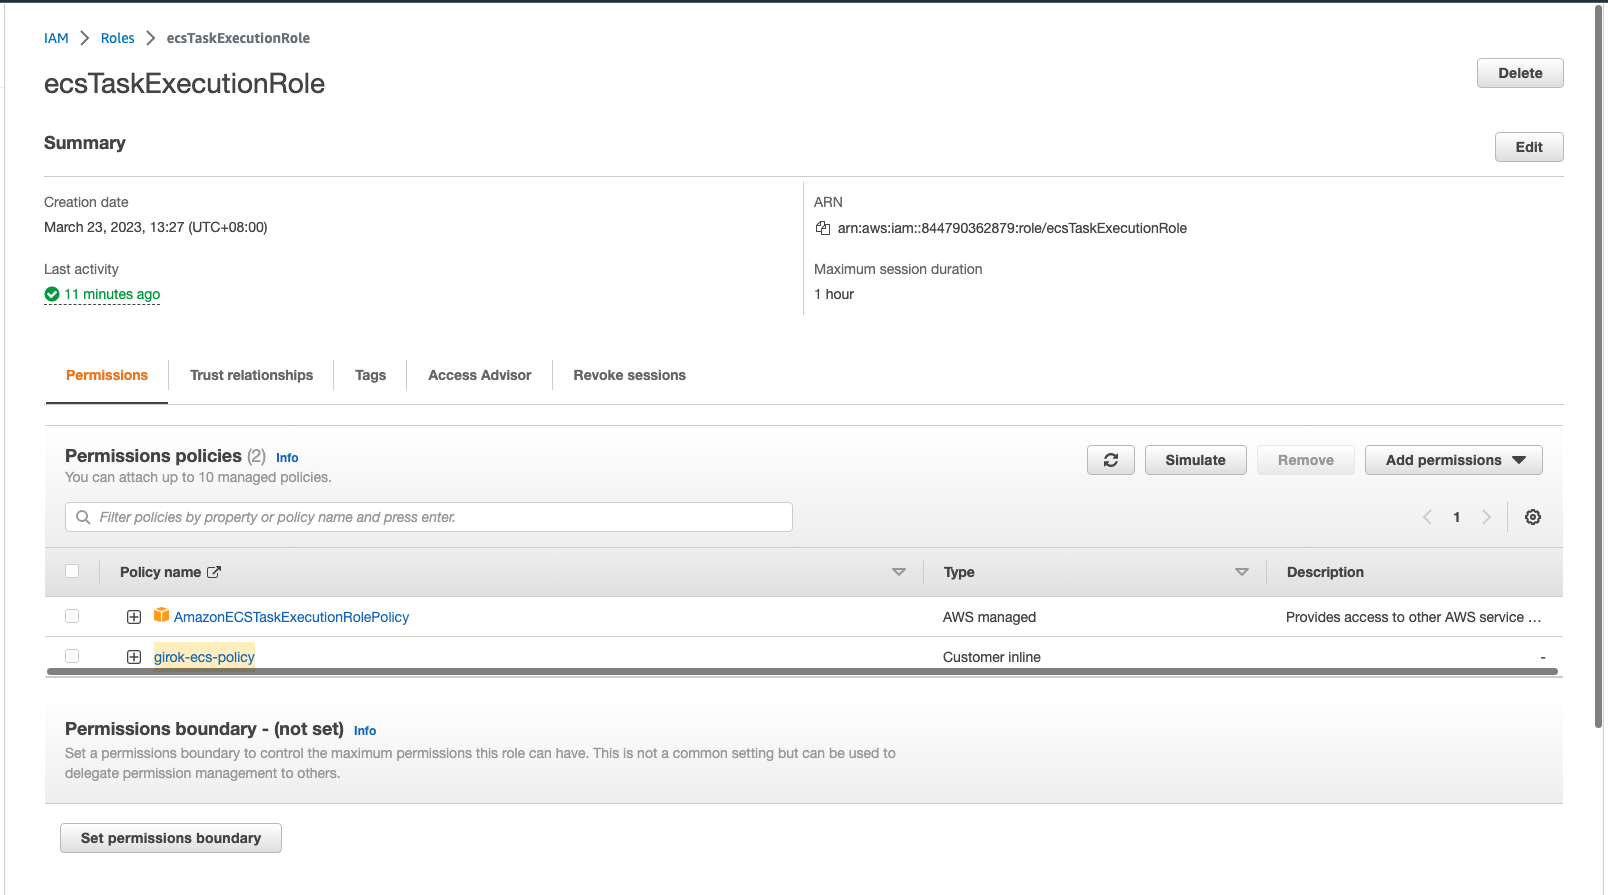 IAM > Roles > ecsTaskExecutionRole
ecsTaskExecutionRole
Delete
Summary
Edit
Creation date
March 23, 2023, 13:27 (UTC+08:00)
ARN
arn:aws:iam::844790362879:role/ecsTaskExecutionRole
Last activity
11 minutes ago
Maximum session duration
1 hour
Permissions Trust relationships Tags Access Advisor Revoke sessions
Permissions policies (2) Info
You can attach up to 10 managed policies.
Simulate Remove Add permissions
Filter policies by property or policy name and press enter.
1
Policy name Type Description
AmazonECSTaskExecutionRolePolicy AWS managed Provides access to other AWS service ...
girok-ecs-policy Customer inline -
Permissions boundary - (not set) Info
Set a permissions boundary to control the maximum permissions this role can have. This is not a common setting but can be used to
delegate permission management to others.
Set permissions boundary